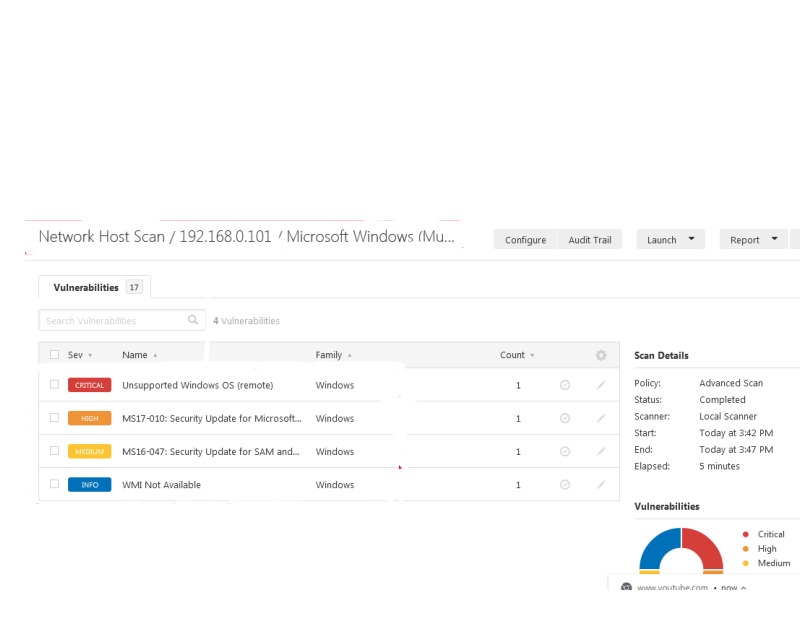 Network Host Scan / 192.168.0.101 / Microsoft Windows (Mu...
Configure Audit Trail Launch Report
Vulnerabilities 17
Search Vulnerabilities 4 Vulnerabilities
Sev Name Family Count
CRITICAL Unsupported Windows OS (remote) Windows 1
HIGH MS17-010: Security Update for Microsoft... Windows 1
MEDIUM MS16-047: Security Update for SAM and... Windows 1
INFO WMI Not Available Windows 1
Scan Details
Policy: Advanced Scan
Status: Completed
Scanner: Local Scanner
Start: Today at 3:42 PM
End: Today at 3:47 PM
Elapsed: 5 minutes
Vulnerabilities
Critical
High
Medium
www.youtube.com • now